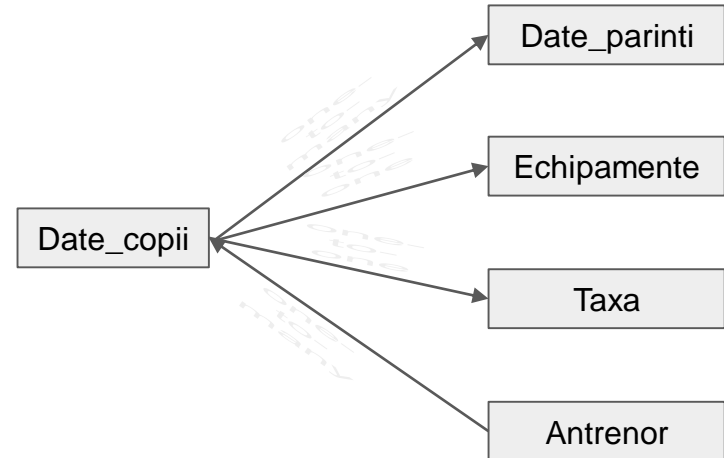 Date_parinti
Echipamente
Date_copii
Taxa
Antrenor